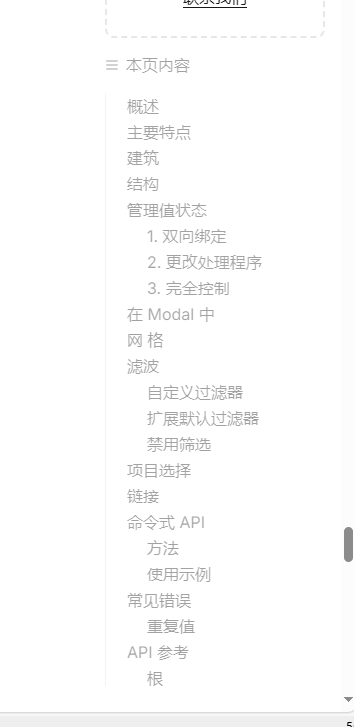 联系我们
本页内容
概述
主要特点
建筑
结构
管理值状态
1. 双向绑定
2. 更改处理程序
3. 完全控制
在 Modal 中
网 格
滤波
自定义过滤器
扩展默认过滤器
禁用筛选
项目选择
链接
命令式 API
方法
使用示例
常见错误
重复值
API 参考
根